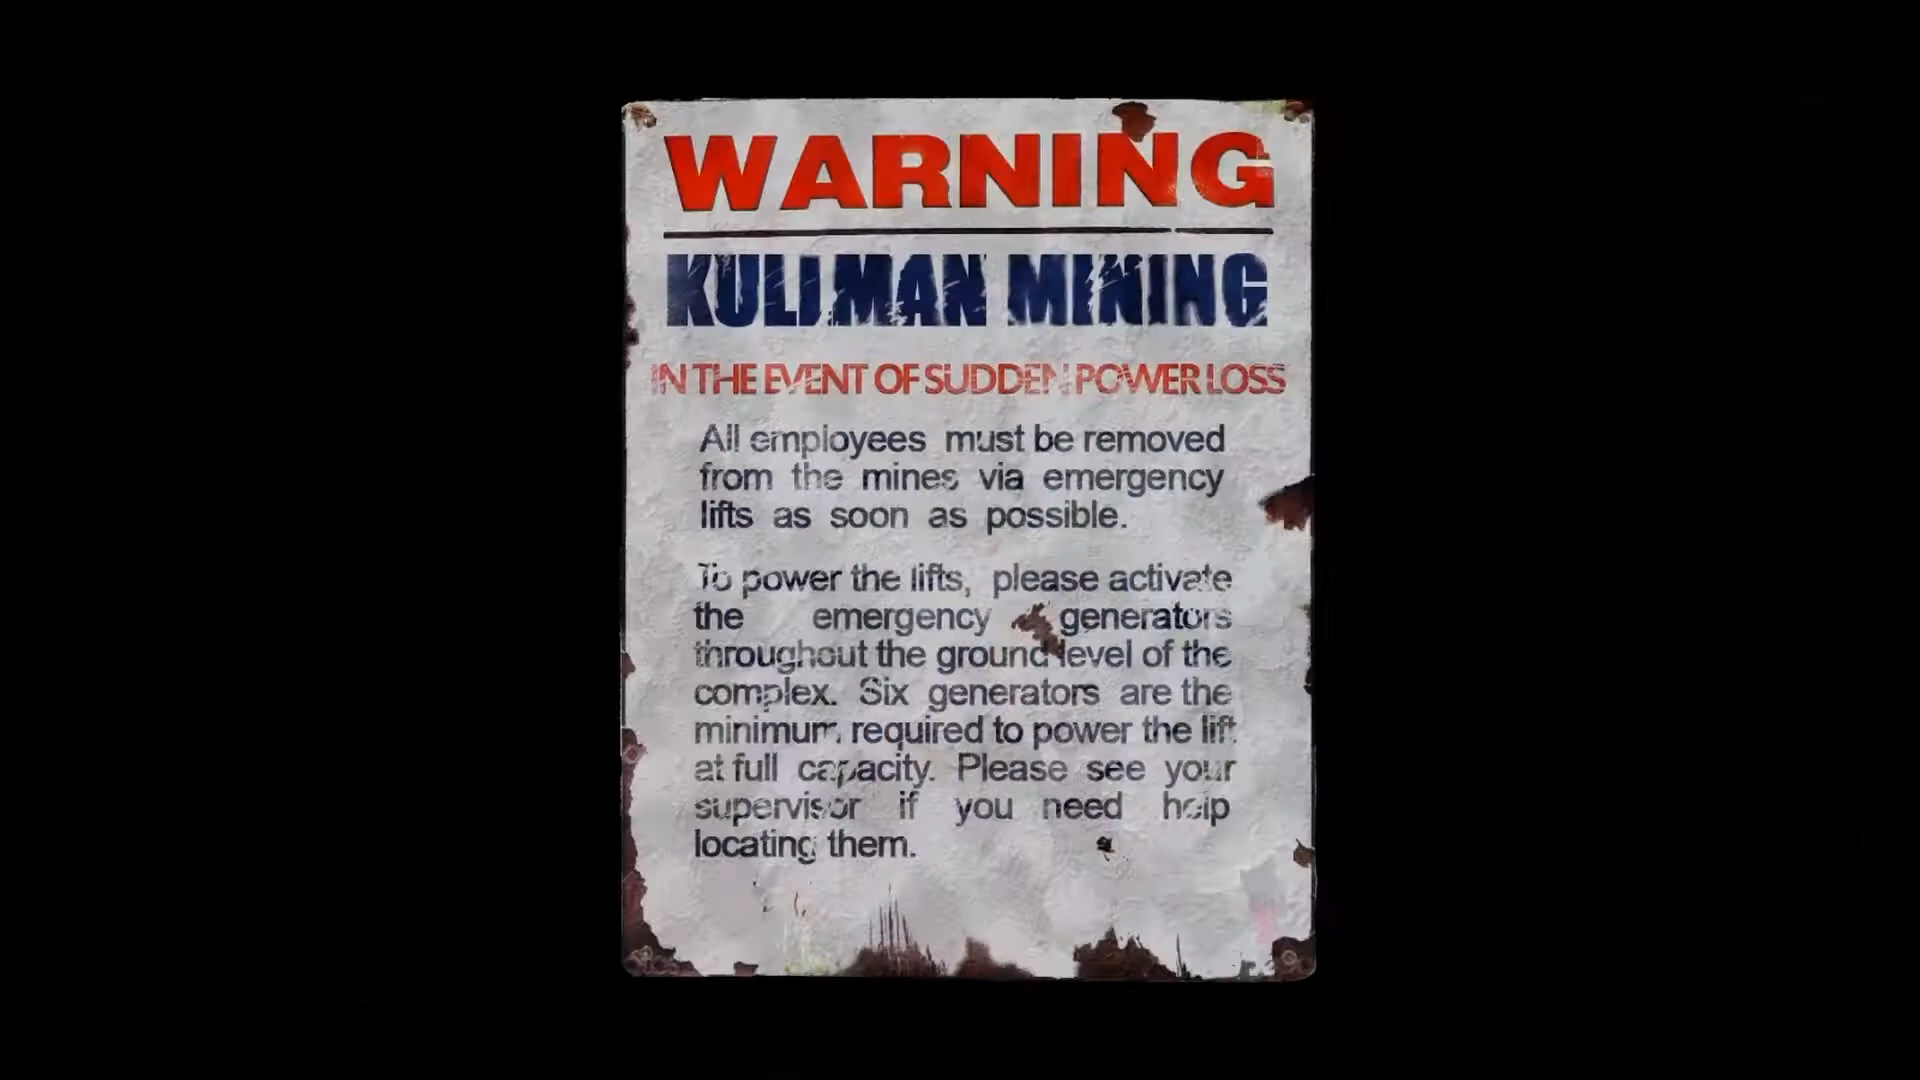 WARNING
KULLMAN MINING
IN THE EVENT OF SUDDEN POWER LOSS
All employees must be removed
from the mines via emergency
lifts as soon as possible.
To power the lifts, please activate
the emergency generators
throughout the ground level of the
complex. Six generators are the
minimum required to power the lift
at full capacity. Please see your
supervisor if you need help
locating them.